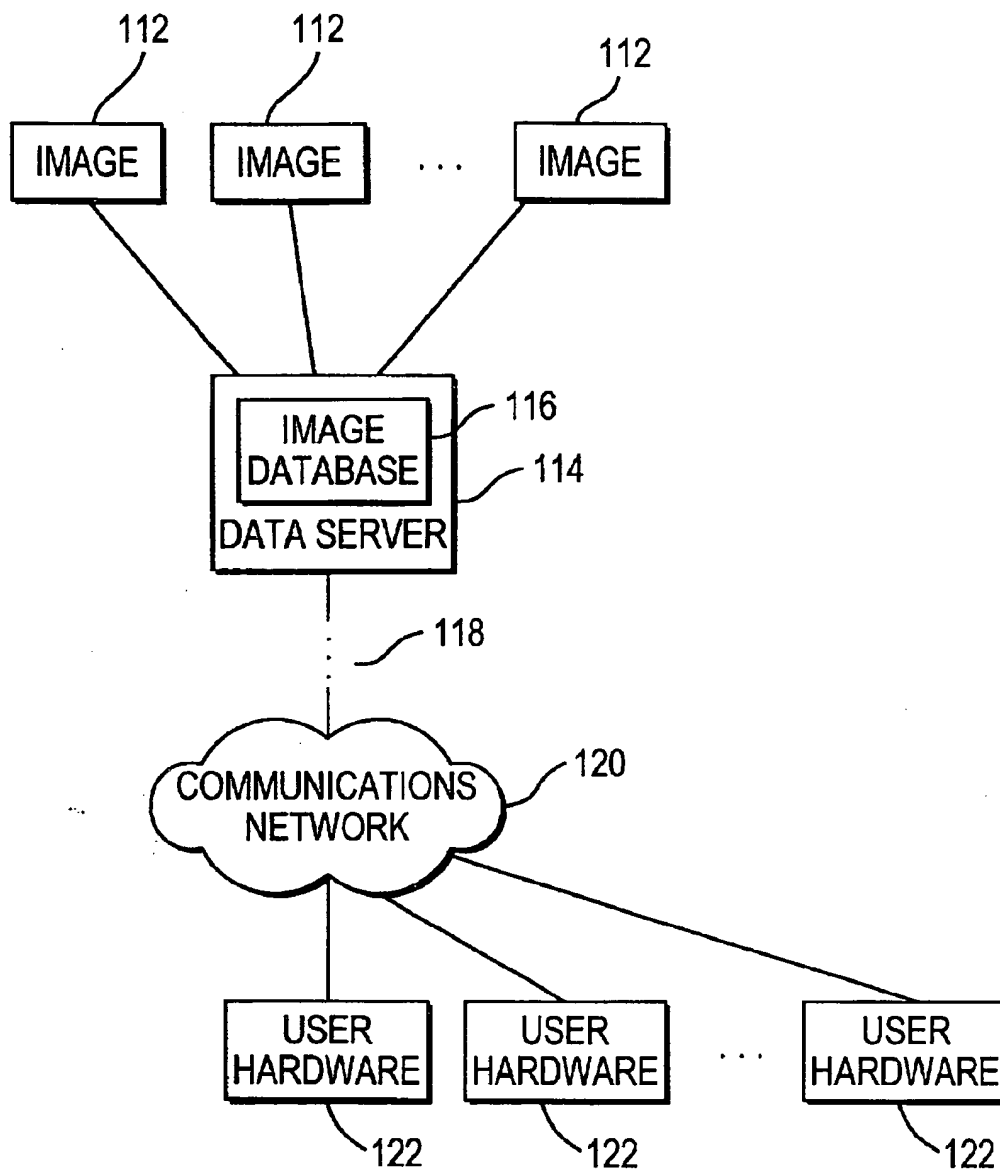 112 112 112
IMAGE IMAGE ... IMAGE
116
IMAGE
DATABASE
114
DATA SERVER
118
120
COMMUNICATIONS
NETWORK
USER USER USER
HARDWARE HARDWARE ... HARDWARE
122 122 122